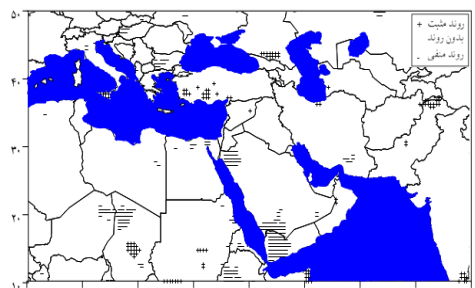 + روند مثبت
بدون روند
- روند منفی
۵۰
۴۰
۳۰
۲۰
۱۰